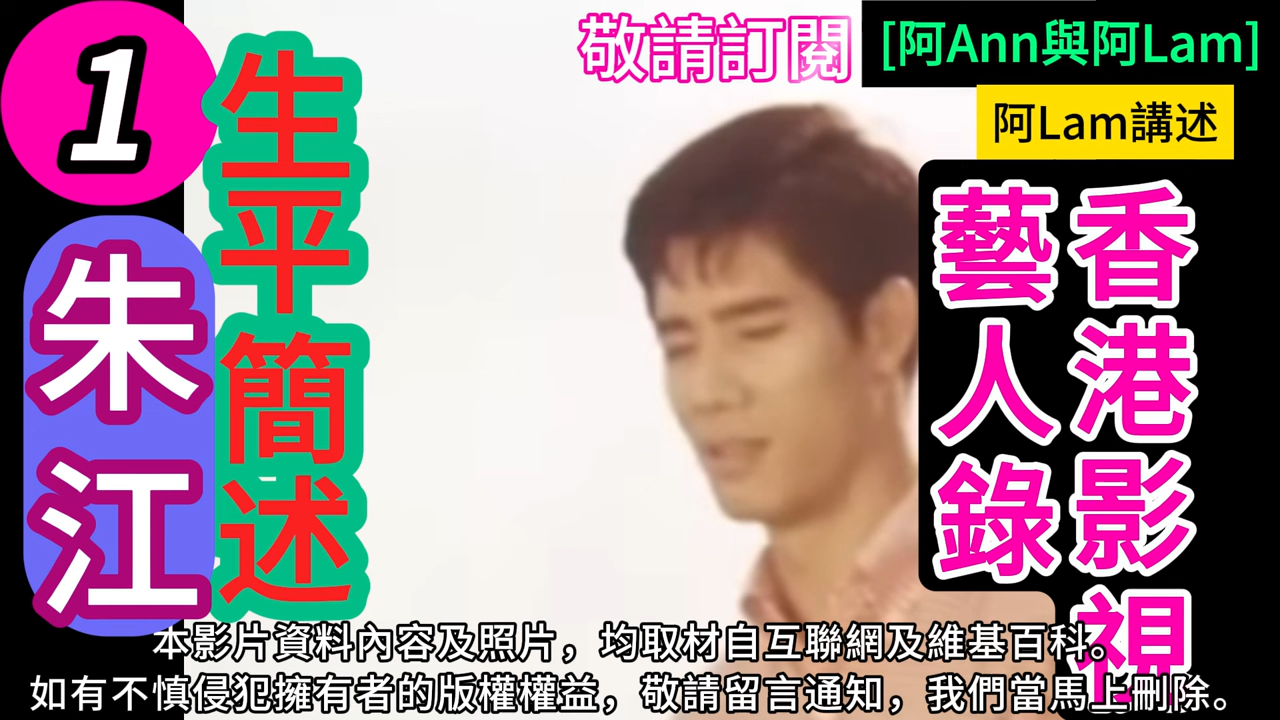 1
朱江
生平簡述
敬請訂閱
[阿Ann與阿Lam]
阿Lam講述
香港影視
藝人錄
本影片資料內容及照片，均取材自互聯網及維基百科。
如有不慎侵犯擁有者的版權權益，敬請留言通知，我們當馬上刪除。